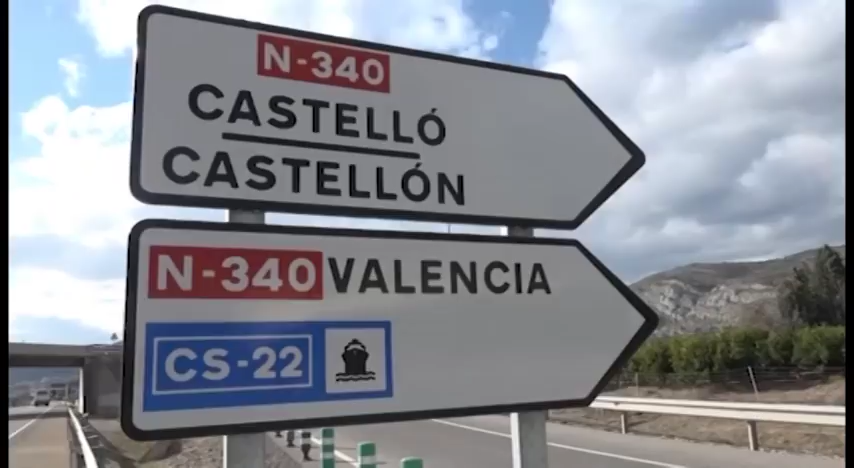 N-340
CASTELLÓ
CASTELLÓN
N-340 VALENCIA
CS-22